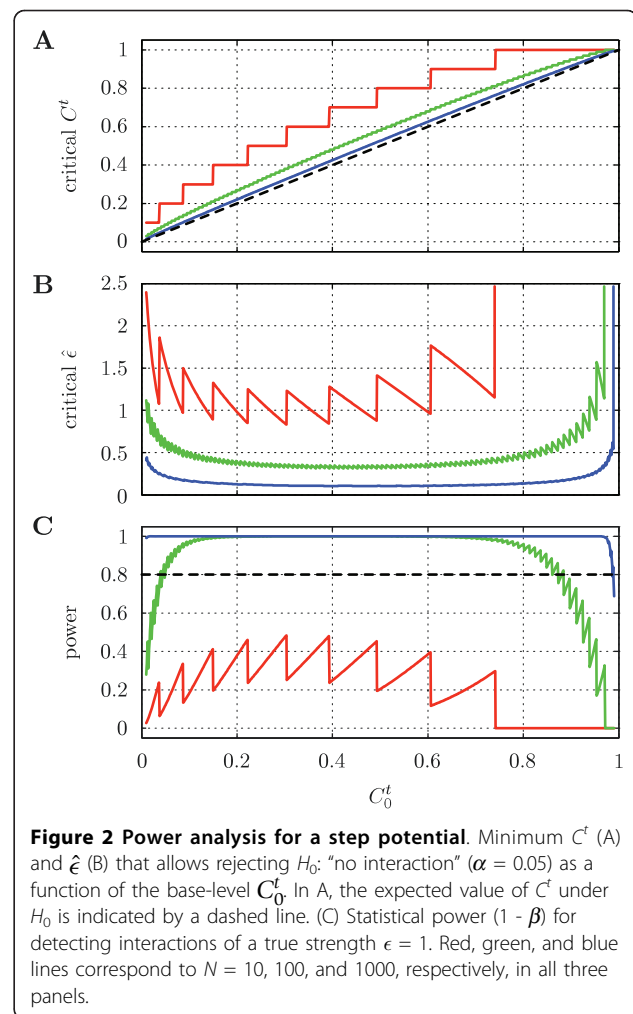 A
1
0.8
0.6
0.4
0.2
0
critical Cᵗ
B
2.5
2
1.5
1
0.5
0
critical ε̂
C
1
0.8
0.6
0.4
0.2
0
power
0 0.2 0.4 0.6 0.8 1
C₀ᵗ
Figure 2 Power analysis for a step potential. Minimum Cᵗ (A)
and ε̂ (B) that allows rejecting H₀: "no interaction" (α = 0.05) as a
function of the base-level C₀ᵗ. In A, the expected value of Cᵗ under
H₀ is indicated by a dashed line. (C) Statistical power (1 - β) for
detecting interactions of a true strength ϵ = 1. Red, green, and blue
lines correspond to N = 10, 100, and 1000, respectively, in all three
panels.